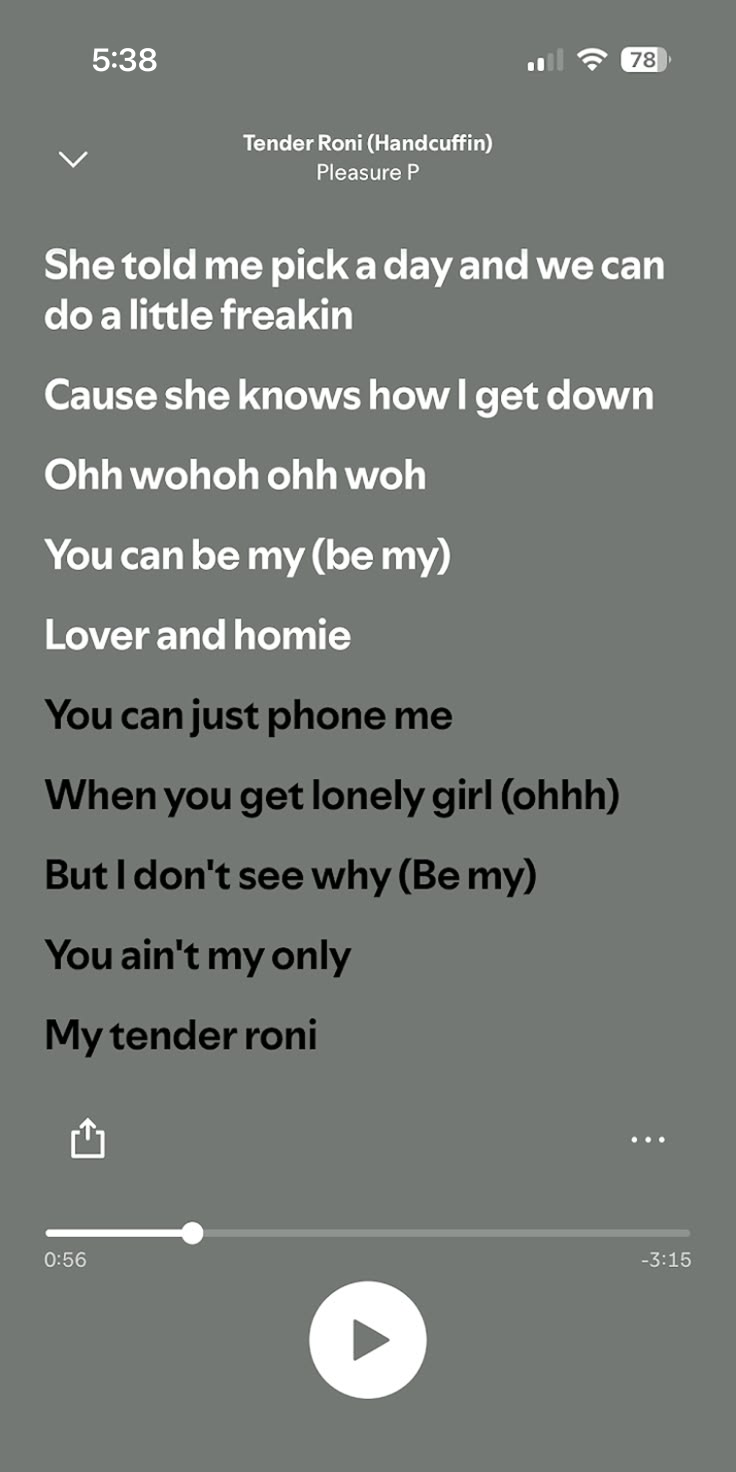 5:38
78
Tender Roni (Handcuffin)
Pleasure P
She told me pick a day and we can
do a little freakin
Cause she knows how I get down
Ohh wohoh ohh woh
You can be my (be my)
Lover and homie
You can just phone me
When you get lonely girl (ohhh)
But I don't see why (Be my)
You ain't my only
My tender roni
0:56
-3:15